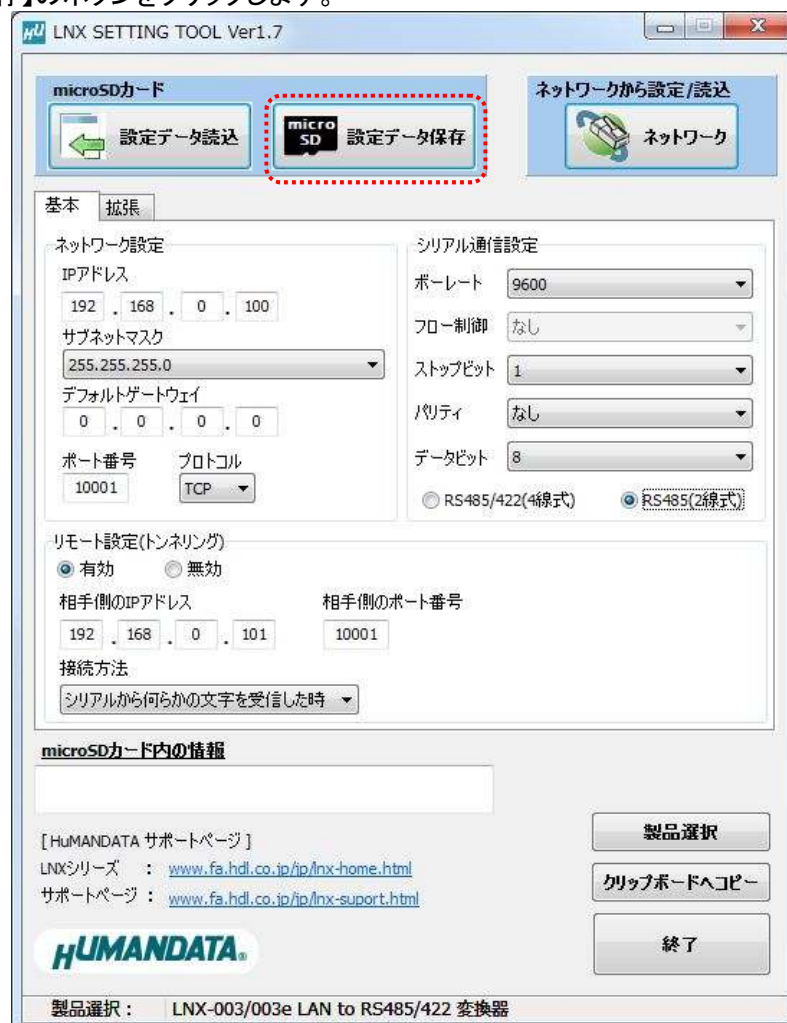 存】のボタンをクリックします。
LNX SETTING TOOL Ver1.7
microSDカード
設定データ読込
micro SD 設定データ保存
ネットワークから設定/読込
ネットワーク
基本 拡張
ネットワーク設定
IPアドレス
192 . 168 . 0 . 100
サブネットマスク
255.255.255.0
デフォルトゲートウェイ
0 . 0 . 0 . 0
ポート番号 プロトコル
10001 TCP
シリアル通信設定
ボーレート 9600
フロー制御 なし
ストップビット 1
パリティ なし
データビット 8
RS485/422(4線式) RS485(2線式)
リモート設定(トンネリング)
有効 無効
相手側のIPアドレス 相手側のポート番号
192 . 168 . 0 . 101 10001
接続方法
シリアルから何らかの文字を受信した時
microSDカード内の情報
[ HuMANDATA サポートページ ]
LNXシリーズ : www.fa.hdl.co.jp/jp/lnx-home.html
サポートページ : www.fa.hdl.co.jp/jp/lnx-suport.html
HUMANDATA®
製品選択
クリップボードへコピー
終了
製品選択: LNX-003/003e LAN to RS485/422 変換器